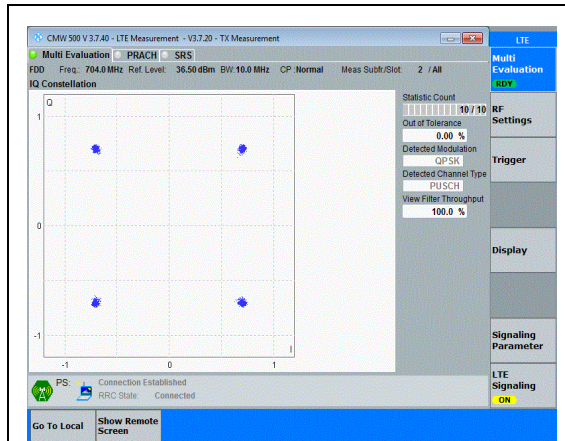 CMW 500 V 3.7.40 - LTE Measurement - V3.7.20 - TX Measurement
LTE
Multi Evaluation PRACH SRS
Multi
Evaluation
RDY
FDD Freq.: 704.0 MHz Ref. Level: 36.50 dBm BW: 10.0 MHz CP :Normal Meas Subfr./Slot: 2 / All
IQ Constellation
Q
1
0
-1
I
-1 0 1
Statistic Count
10 / 10
Out of Tolerance
0.00 %
Detected Modulation
QPSK
Detected Channel Type
PUSCH
View Filter Throughput
100.0 %
RF
Settings
Trigger
Display
Signaling
Parameter
LTE
Signaling
ON
PS: Connection Established
RRC State: Connected
Go To Local
Show Remote
Screen